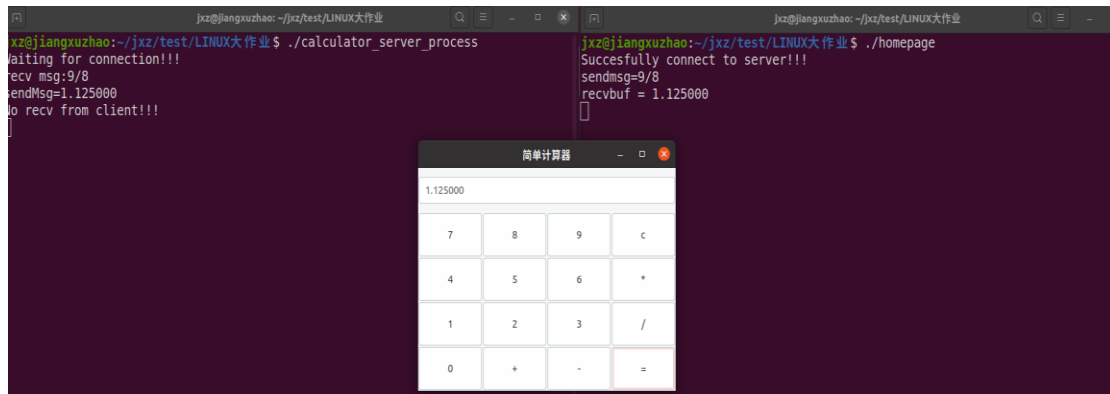 jxz@jiangxuzhao: ~/jxz/test/LINUX大作业
jxz@jiangxuzhao:~/jxz/test/LINUX大作业$ ./calculator_server_process
Waiting for connection!!!
recv msg:9/8
sendMsg=1.125000
No recv from client!!!
jxz@jiangxuzhao: ~/jxz/test/LINUX大作业
jxz@jiangxuzhao:~/jxz/test/LINUX大作业$ ./homepage
Succesfully connect to server!!!
sendmsg=9/8
recvbuf = 1.125000
简单计算器
1.125000
7 8 9 c
4 5 6 *
1 2 3 /
0 + - =